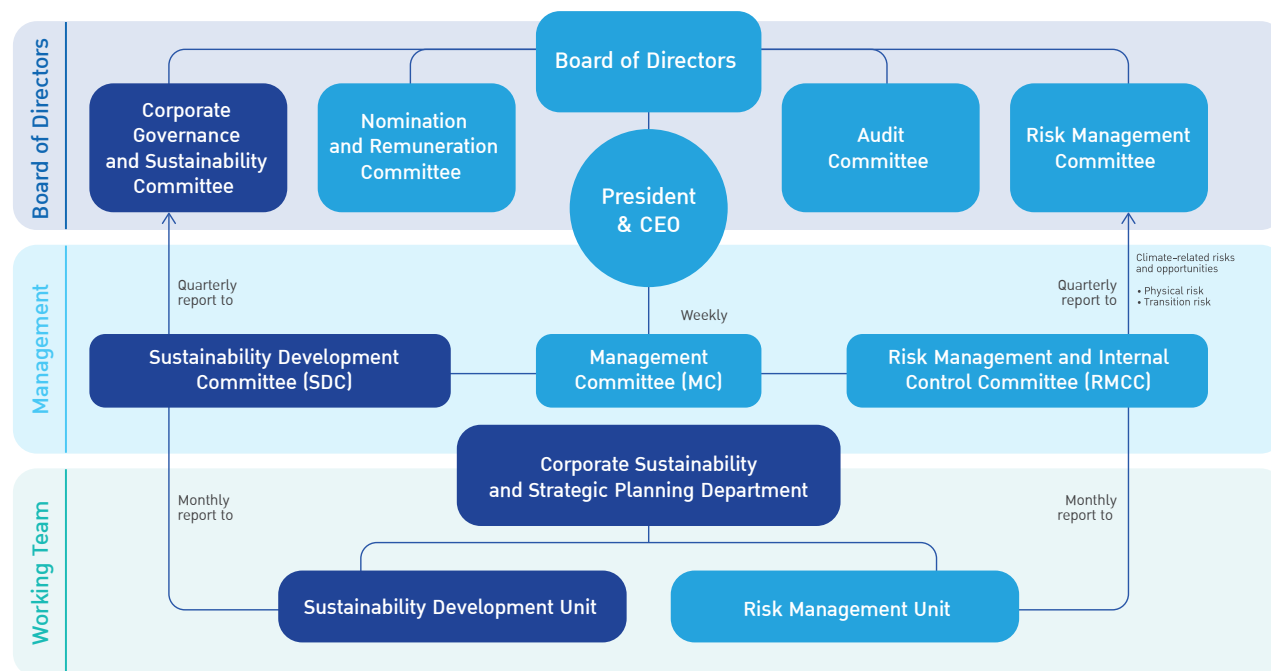 Board of Directors
Board of Directors
Corporate
Governance
and Sustainability
Committee
Nomination
and Remuneration
Committee
Audit
Committee
Risk Management
Committee
President
& CEO
Management
Quarterly
report to
Weekly
Quarterly
report to
Climate-related risks
and opportunities
• Physical risk
• Transition risk
Sustainability Development
Committee (SDC)
Management
Committee (MC)
Risk Management and Internal
Control Committee (RMCC)
Working Team
Corporate Sustainability
and Strategic Planning Department
Monthly
report to
Monthly
report to
Sustainability Development Unit
Risk Management Unit